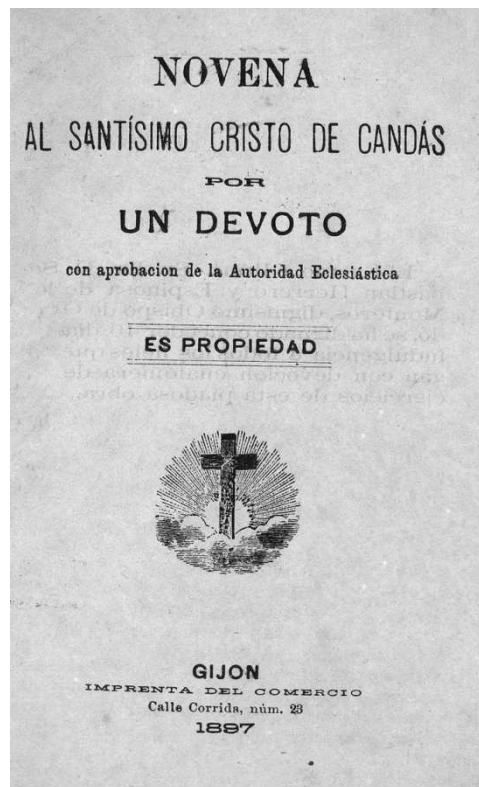 NOVENA
AL SANTÍSIMO CRISTO DE CANDÁS
POR
UN DEVOTO
con aprobacion de la Autoridad Eclesiástica
ES PROPIEDAD
GIJON
IMPRENTA DEL COMERCIO
Calle Corrida, núm. 23
1897